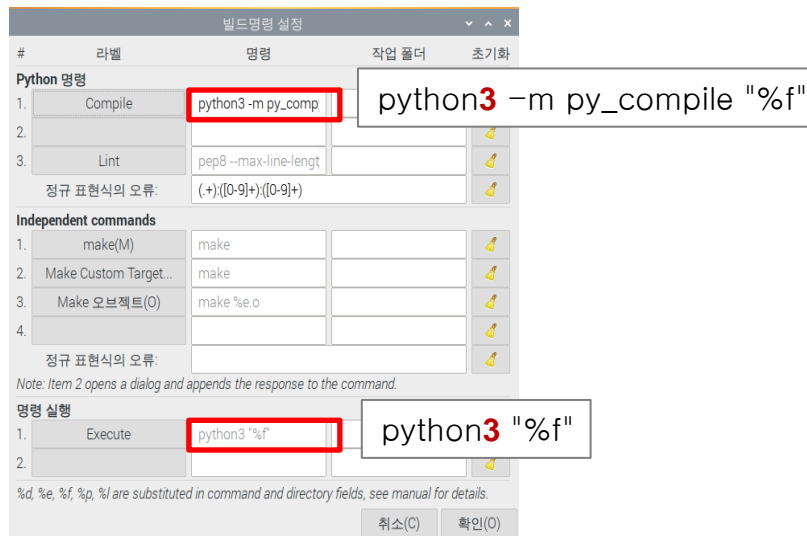 빌드명령 설정
# 라벨 명령 작업 폴더 초기화
Python 명령
1. Compile python3 -m py_comp
python3 -m py_compile "%f"
2.
3. Lint pep8 --max-line-lengt
정규 표현식의 오류: (.+):([0-9]+):([0-9]+)
Independent commands
1. make(M) make
2. Make Custom Target... make
3. Make 오브젝트(O) make %e.o
4.
정규 표현식의 오류:
Note: Item 2 opens a dialog and appends the response to the command.
명령 실행
1. Execute python3 "%f"
python3 "%f"
2.
%d, %e, %f, %p, %l are substituted in command and directory fields, see manual for details.
취소(C) 확인(O)